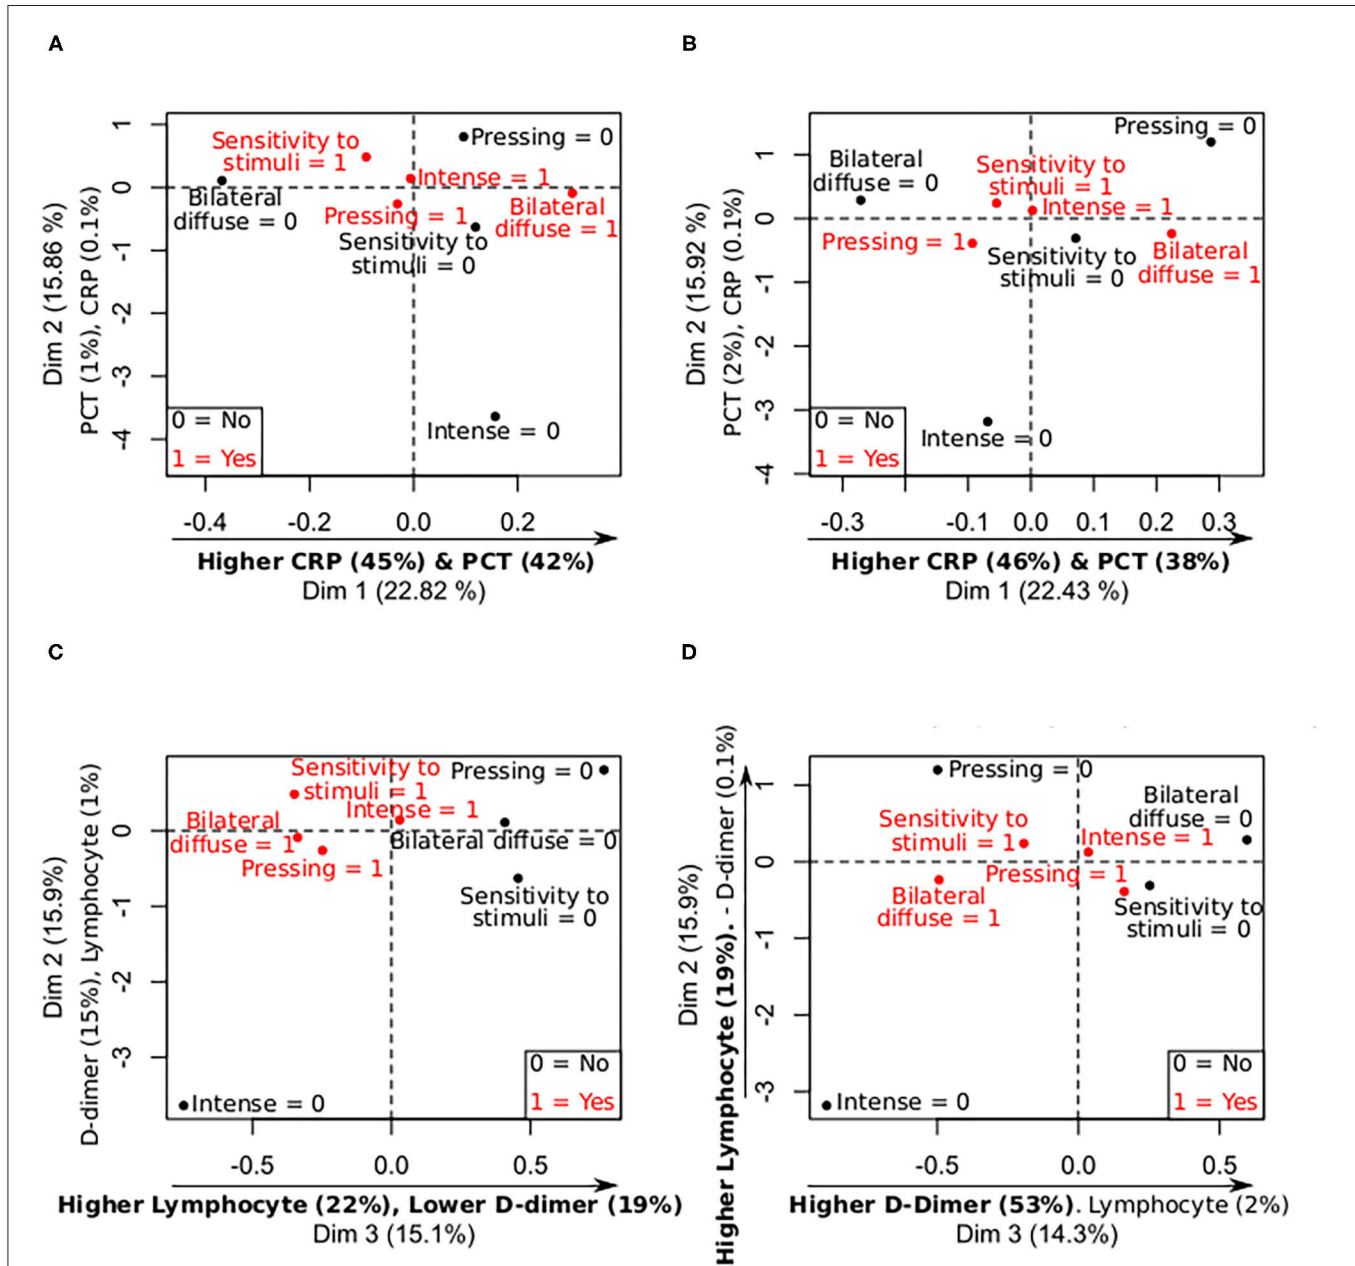 A
Sensitivity to
stimuli = 1
Pressing = 0
Intense = 1
Bilateral
diffuse = 0
Pressing = 1
Bilateral
diffuse = 1
Sensitivity to
stimuli = 0
Intense = 0
0 = No
1 = Yes
1
0
-1
-2
-3
-4
Dim 2 (15.86 %)
PCT (1%), CRP (0.1%)
-0.4 -0.2 0.0 0.2
Higher CRP (45%) & PCT (42%)
Dim 1 (22.82 %)
B
Pressing = 0
Bilateral
diffuse = 0
Sensitivity to
stimuli = 1
Intense = 1
Pressing = 1
Sensitivity to
stimuli = 0
Bilateral
diffuse = 1
Intense = 0
0 = No
1 = Yes
1
0
-1
-2
-3
-4
Dim 2 (15.92 %)
PCT (2%), CRP (0.1%)
-0.3 -0.1 0.0 0.1 0.2 0.3
Higher CRP (46%) & PCT (38%)
Dim 1 (22.43 %)
C
Sensitivity to
stimuli = 1
Pressing = 0
Intense = 1
Bilateral
diffuse = 1
Bilateral diffuse = 0
Pressing = 1
Sensitivity to
stimuli = 0
Intense = 0
0 = No
1 = Yes
0
-1
-2
-3
Dim 2 (15.9%)
D-dimer (15%), Lymphocyte (1%)
-0.5 0.0 0.5
Higher Lymphocyte (22%), Lower D-dimer (19%)
Dim 3 (15.1%)
D
Pressing = 0
Bilateral
diffuse = 0
Sensitivity to
stimuli = 1
Intense = 1
Pressing = 1
Bilateral
diffuse = 1
Sensitivity to
stimuli = 0
Intense = 0
0 = No
1 = Yes
1
0
-1
-2
-3
Dim 2 (15.9%)
Higher Lymphocyte (19%). - D-dimer (0.1%)
-0.5 0.0 0.5
Higher D-Dimer (53%). Lymphocyte (2%)
Dim 3 (14.3%)